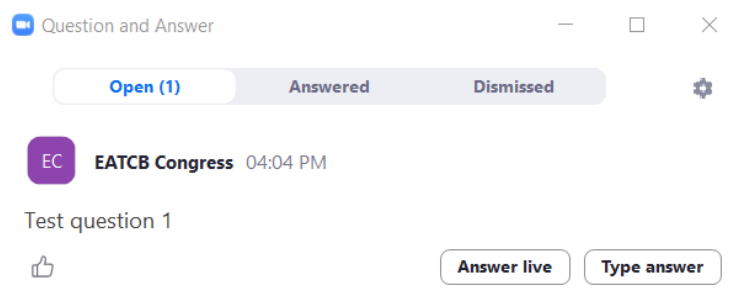 Question and Answer
Open (1) Answered Dismissed
EC EATCB Congress 04:04 PM
Test question 1
Answer live Type answer